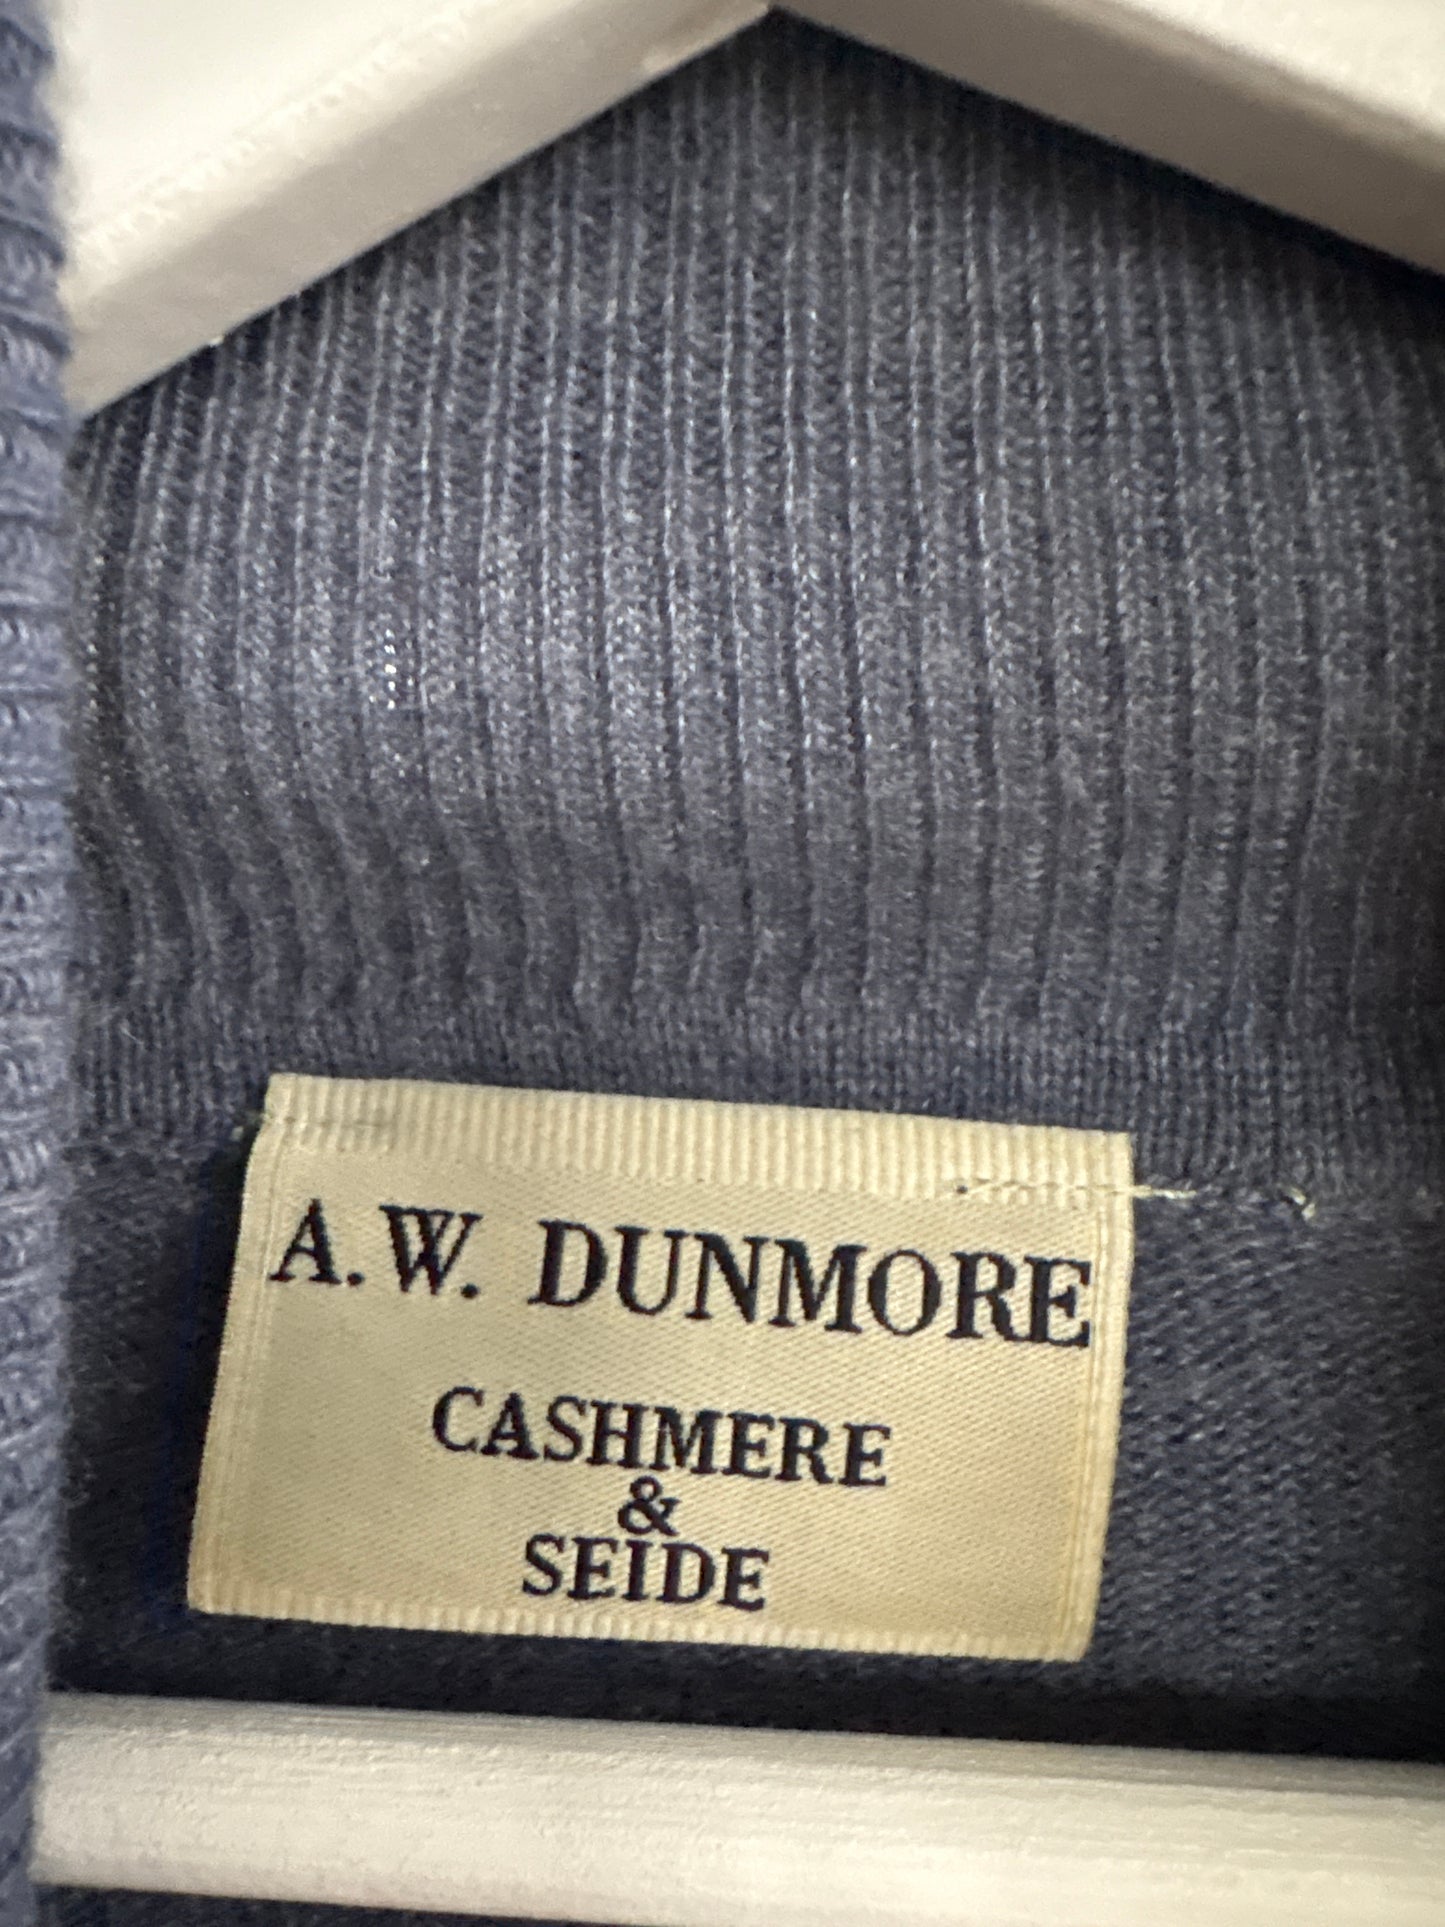 A.W. DUNMORE
CASHMERE
&
SEIDE